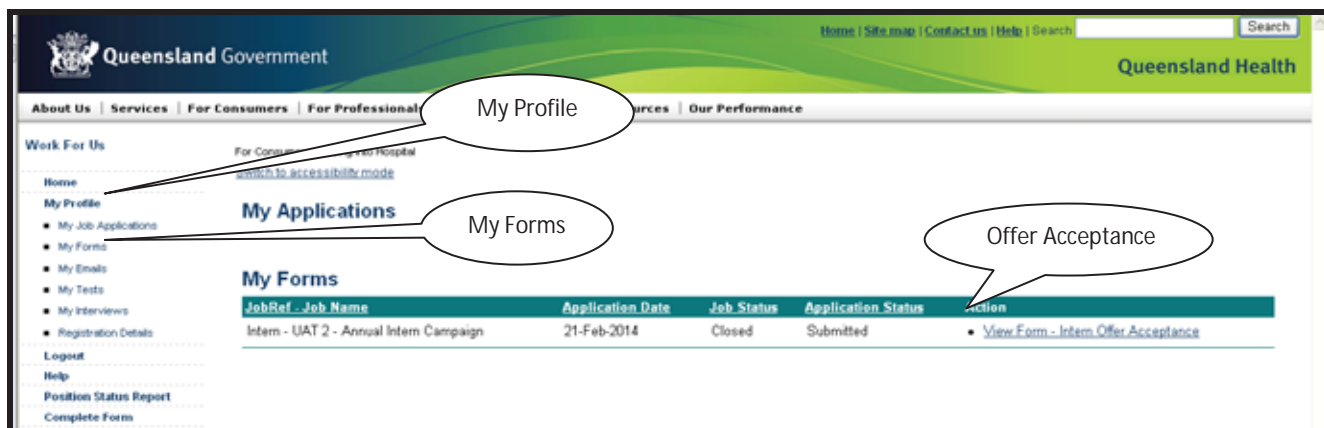 Home | Site map | Contact us | Help | Search
Search
Queensland Government
Queensland Health
About Us | Services | For Consumers | For Professionals
Our Performance
My Profile
Work For Us
For
Hospital
Switch to accessibility mode
Home
My Profile
My Applications
My Job Applications
My Forms
My Forms
Offer Acceptance
My Emails
My Forms
My Tests
JobRef - Job Name Application Date Job Status Application Status Action
My Interviews
Registration Details
Intern - UAT 2 - Annual Intern Campaign 21-Feb-2014 Closed Submitted View Form - Intern Offer Acceptance
Logout
Help
Position Status Report
Complete Form